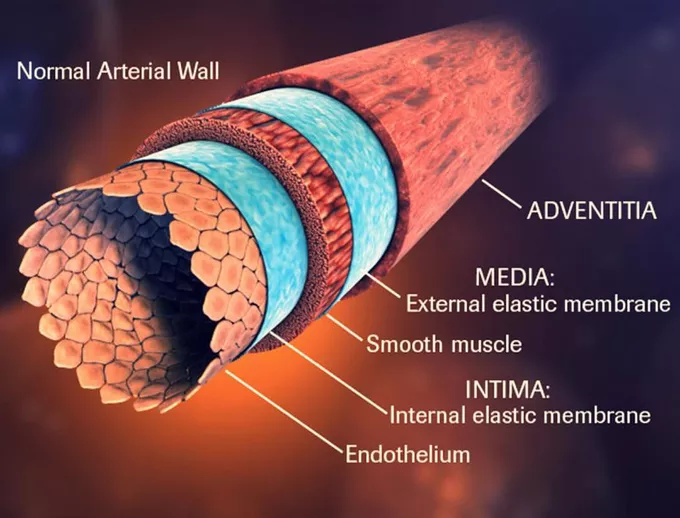 Normal Arterial Wall
ADVENTITIA
MEDIA:
External elastic membrane
Smooth muscle
INTIMA:
Internal elastic membrane
Endothelium